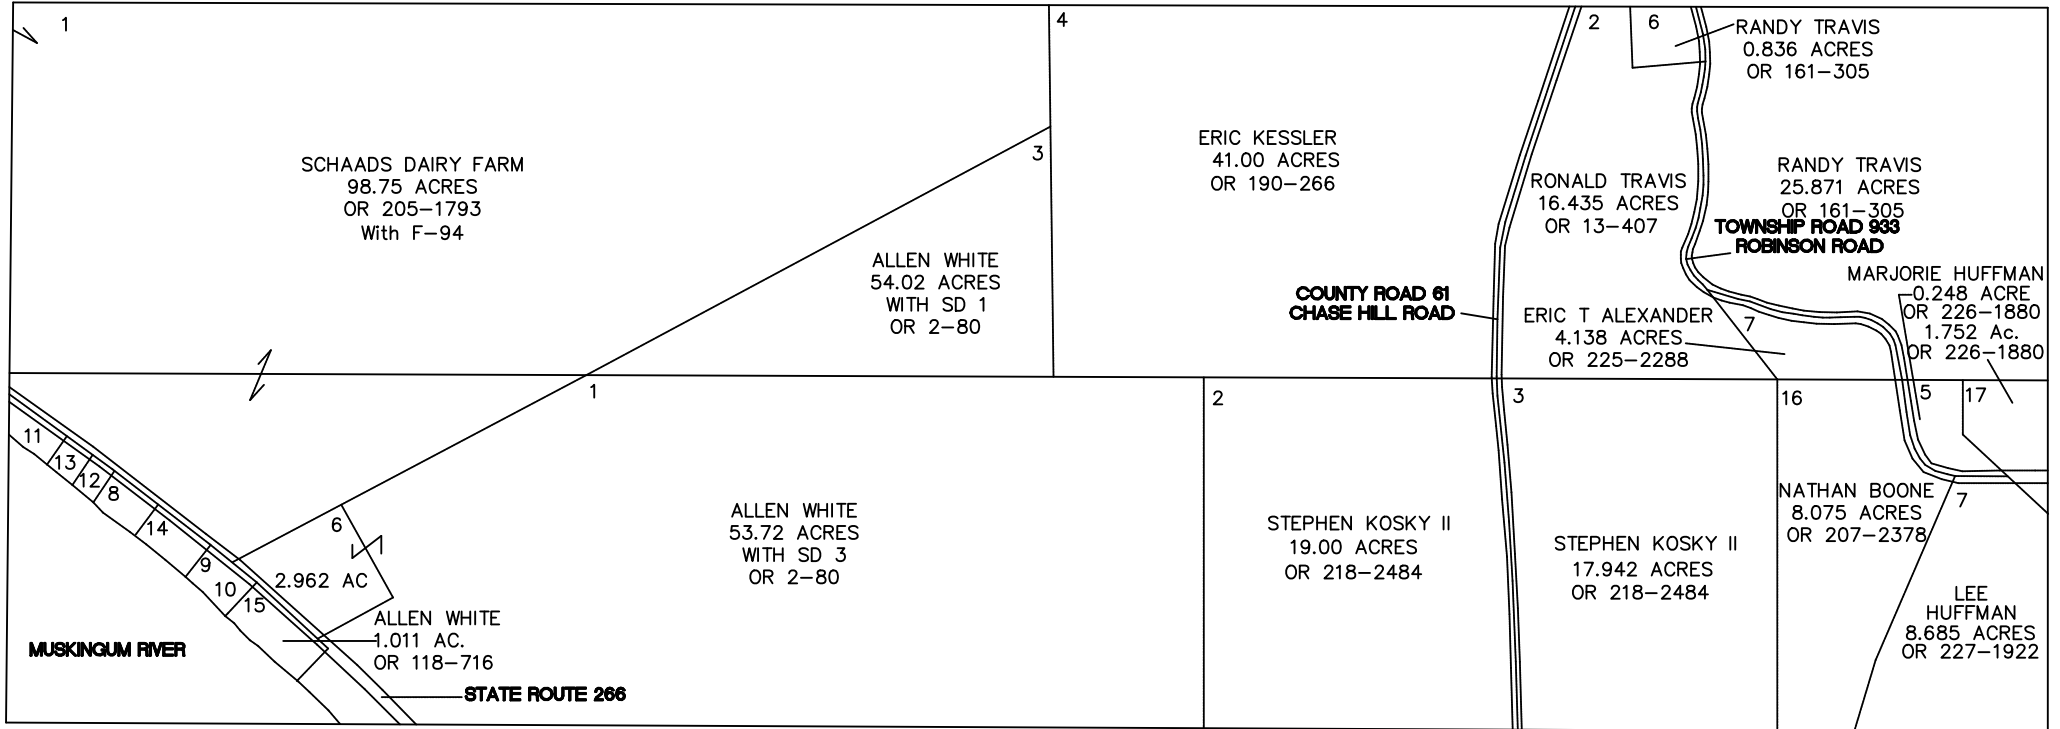 1
4
2
6
RANDY TRAVIS
0.836 ACRES
OR 161-305
SCHAADS DAIRY FARM
98.75 ACRES
OR 205-1793
With F-94
3
ERIC KESSLER
41.00 ACRES
OR 190-266
RONALD TRAVIS
16.435 ACRES
OR 13-407
RANDY TRAVIS
25.871 ACRES
OR 161-305
TOWNSHIP ROAD 933
ROBINSON ROAD
ALLEN WHITE
54.02 ACRES
WITH SD 1
OR 2-80
COUNTY ROAD 61
CHASE HILL ROAD
ERIC T ALEXANDER
4.138 ACRES
OR 225-2288
7
MARJORIE HUFFMAN
0.248 ACRE
OR 226-1880
1.752 Ac.
OR 226-1880
1
2
3
16
5
17
11
13
12
8
14
9
10
15
6
2.962 AC
ALLEN WHITE
53.72 ACRES
WITH SD 3
OR 2-80
STEPHEN KOSKY II
19.00 ACRES
OR 218-2484
STEPHEN KOSKY II
17.942 ACRES
OR 218-2484
NATHAN BOONE
8.075 ACRES
OR 207-2378
7
LEE
HUFFMAN
8.685 ACRES
OR 227-1922
ALLEN WHITE
1.011 AC.
OR 118-716
MUSKINGUM RIVER
STATE ROUTE 266